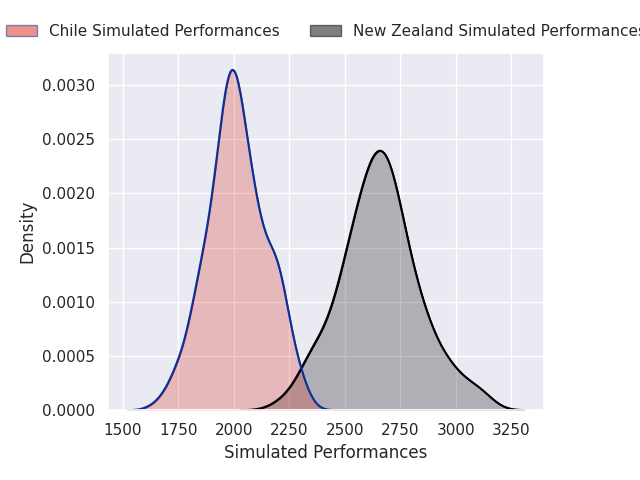 Chile Simulated Performances New Zealand Simulated Performances
0.0030
0.0025
0.0020
0.0015
0.0010
0.0005
0.0000
Density
1500 1750 2000 2250 2500 2750 3000 3250
Simulated Performances